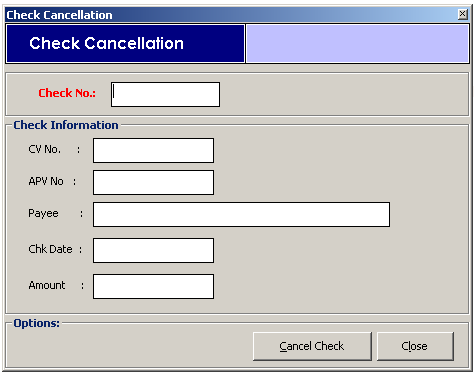 Check Cancellation
Check Cancellation
Check No.:
Check Information
CV No. :
APV No :
Payee :
Chk Date :
Amount :
Options:
Cancel Check Close